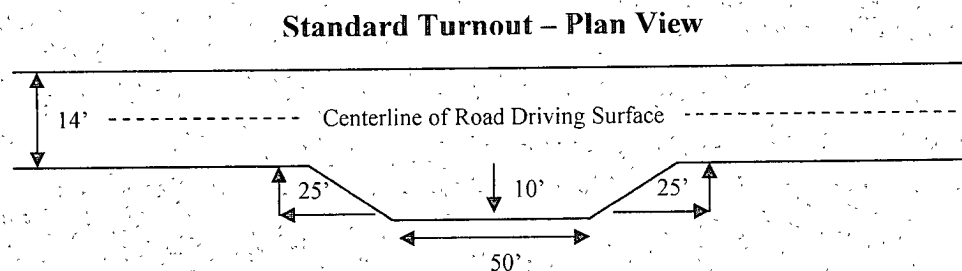 Standard Turnout – Plan View
14’
Centerline of Road Driving Surface
25’
10’
25’
50’